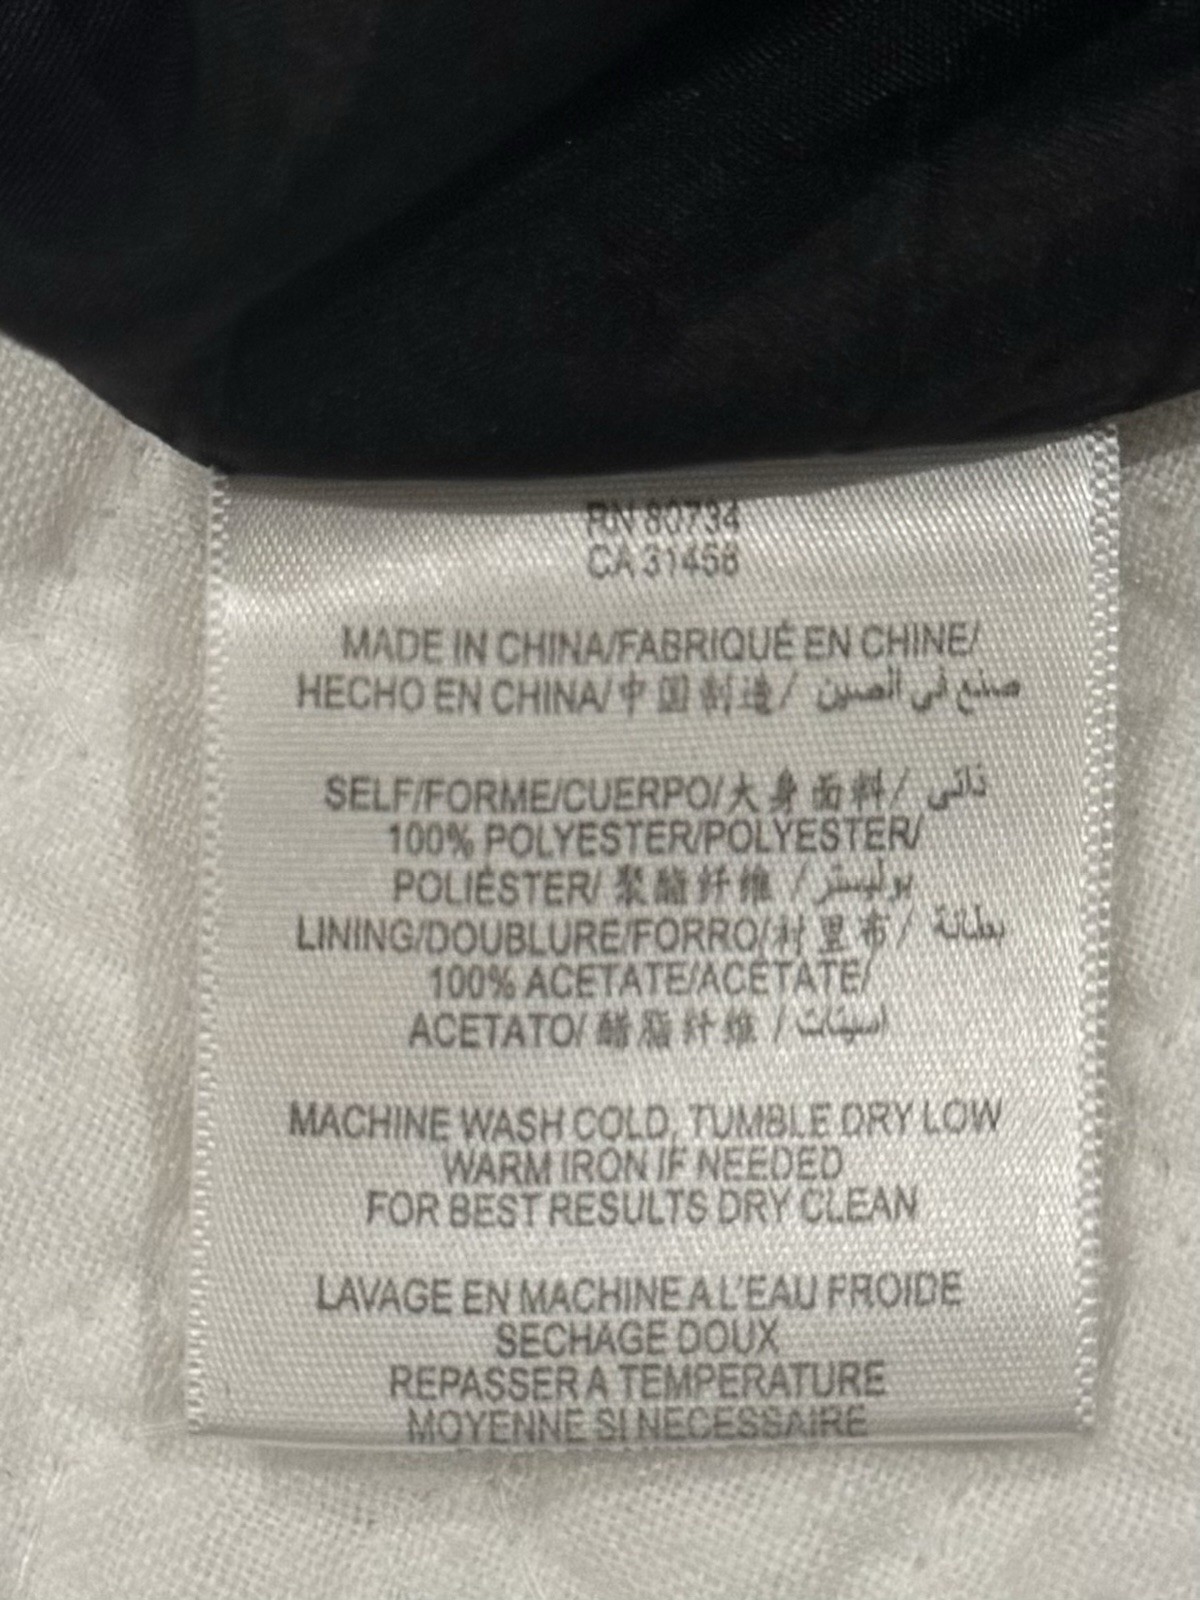 RN 80734
CA 31456
MADE IN CHINA/FABRIQUÉ EN CHINE/
HECHO EN CHINA/中国制造/ صنع في الصين
SELF/FORME/CUERPO/大身面料/ ذاتي
100% POLYESTER/POLYESTER/
POLIÉSTER/ 聚酯纤维 / بوليستر
LINING/DOUBLURE/FORRO/衬里布/ بطانة
100% ACETATE/ACÉTATE/
ACETATO/ 醋脂纤维 / اسيتات
MACHINE WASH COLD, TUMBLE DRY LOW
WARM IRON IF NEEDED
FOR BEST RESULTS DRY CLEAN
LAVAGE EN MACHINE A L'EAU FROIDE
SECHAGE DOUX
REPASSER A TEMPERATURE
MOYENNE SI NECESSAIRE